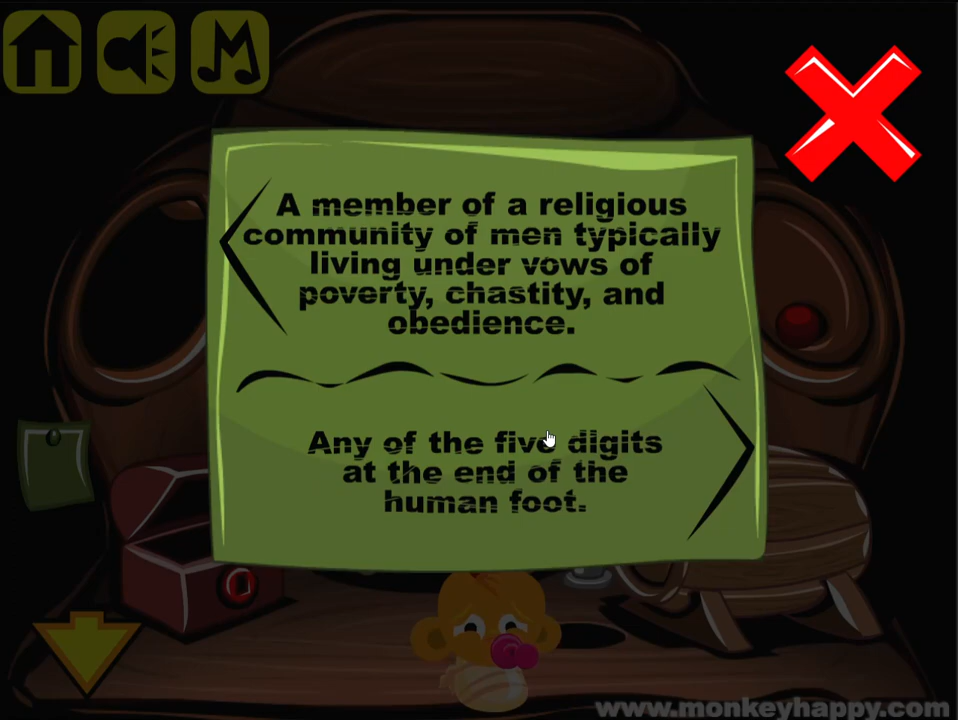 A member of a religious
community of men typically
living under vows of
poverty, chastity, and
obedience.
Any of the five digits
at the end of the
human foot.
www.monkeyhappy.com